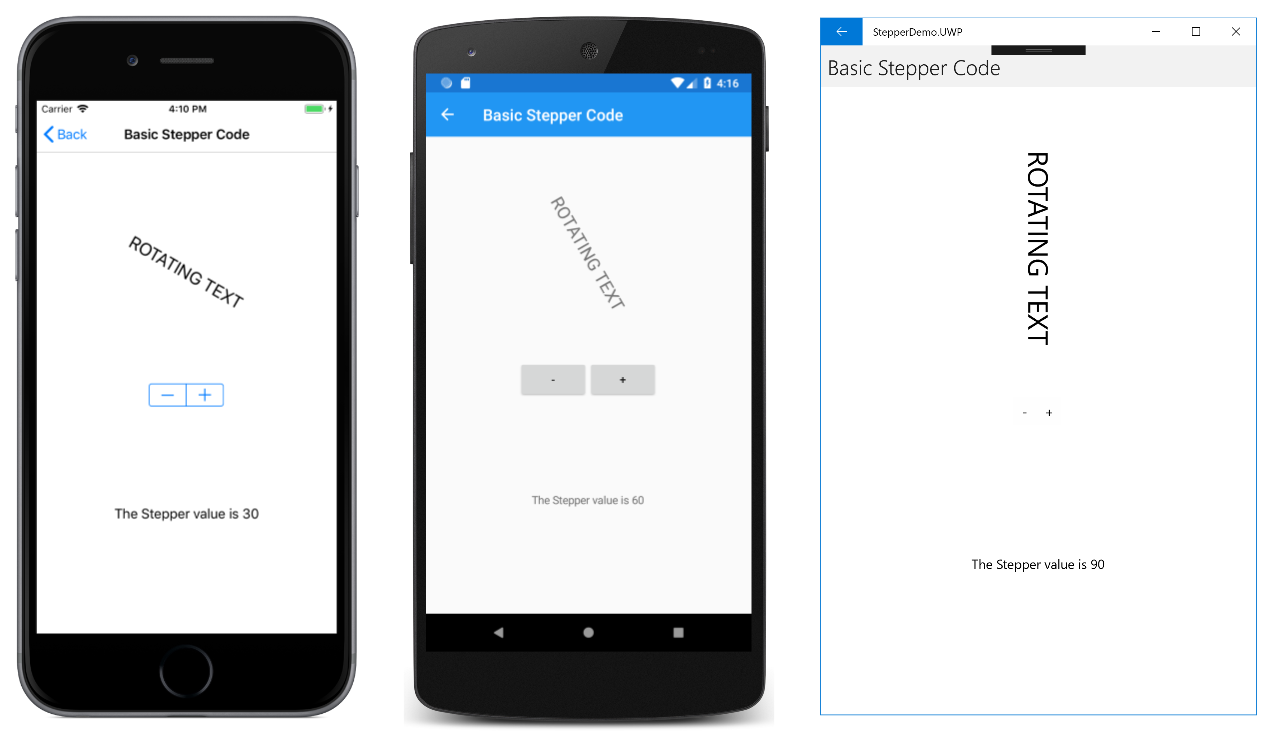 Carrier 4:10 PM
Back Basic Stepper Code
ROTATING TEXT
- +
The Stepper value is 30
4:16
Basic Stepper Code
ROTATING TEXT
- +
The Stepper value is 60
StepperDemo.UWP
Basic Stepper Code
ROTATING TEXT
- +
The Stepper value is 90